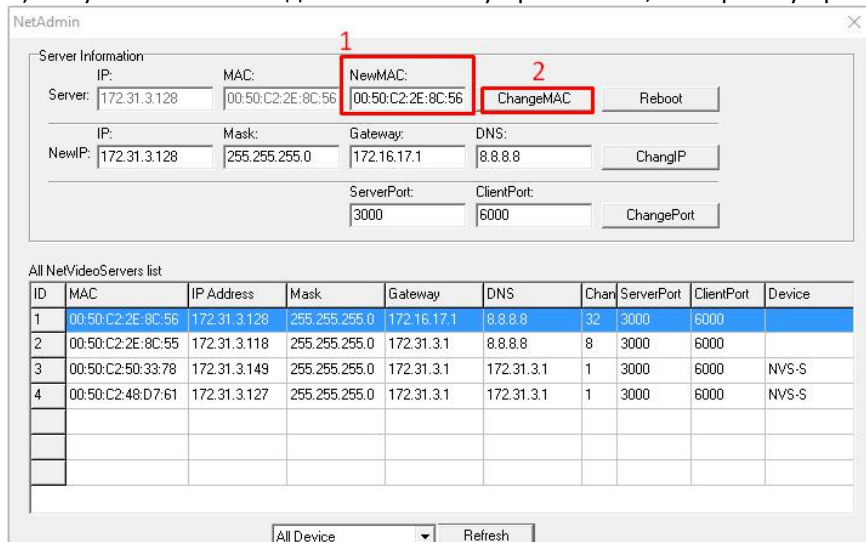 NetAdmin
1
Server Information
IP: MAC: NewMAC: 2
Server: 172.31.3.128 00:50:C2:2E:8C:56 00:50:C2:2E:8C:56 ChangeMAC Reboot
IP: Mask: Gateway: DNS:
NewIP: 172.31.3.128 255.255.255.0 172.16.17.1 8.8.8.8 ChangIP
ServerPort: ClientPort:
3000 6000 ChangePort
All NetVideoServers list
ID MAC IP Address Mask Gateway DNS Chan ServerPort ClientPort Device
1 00:50:C2:2E:8C:56 172.31.3.128 255.255.255.0 172.16.17.1 8.8.8.8 32 3000 6000
2 00:50:C2:2E:8C:55 172.31.3.118 255.255.255.0 172.31.3.1 8.8.8.8 8 3000 6000
3 00:50:C2:50:33:78 172.31.3.149 255.255.255.0 172.31.3.1 172.31.3.1 1 3000 6000 NVS-S
4 00:50:C2:48:D7:61 172.31.3.127 255.255.255.0 172.31.3.1 172.31.3.1 1 3000 6000 NVS-S
All Device Refresh